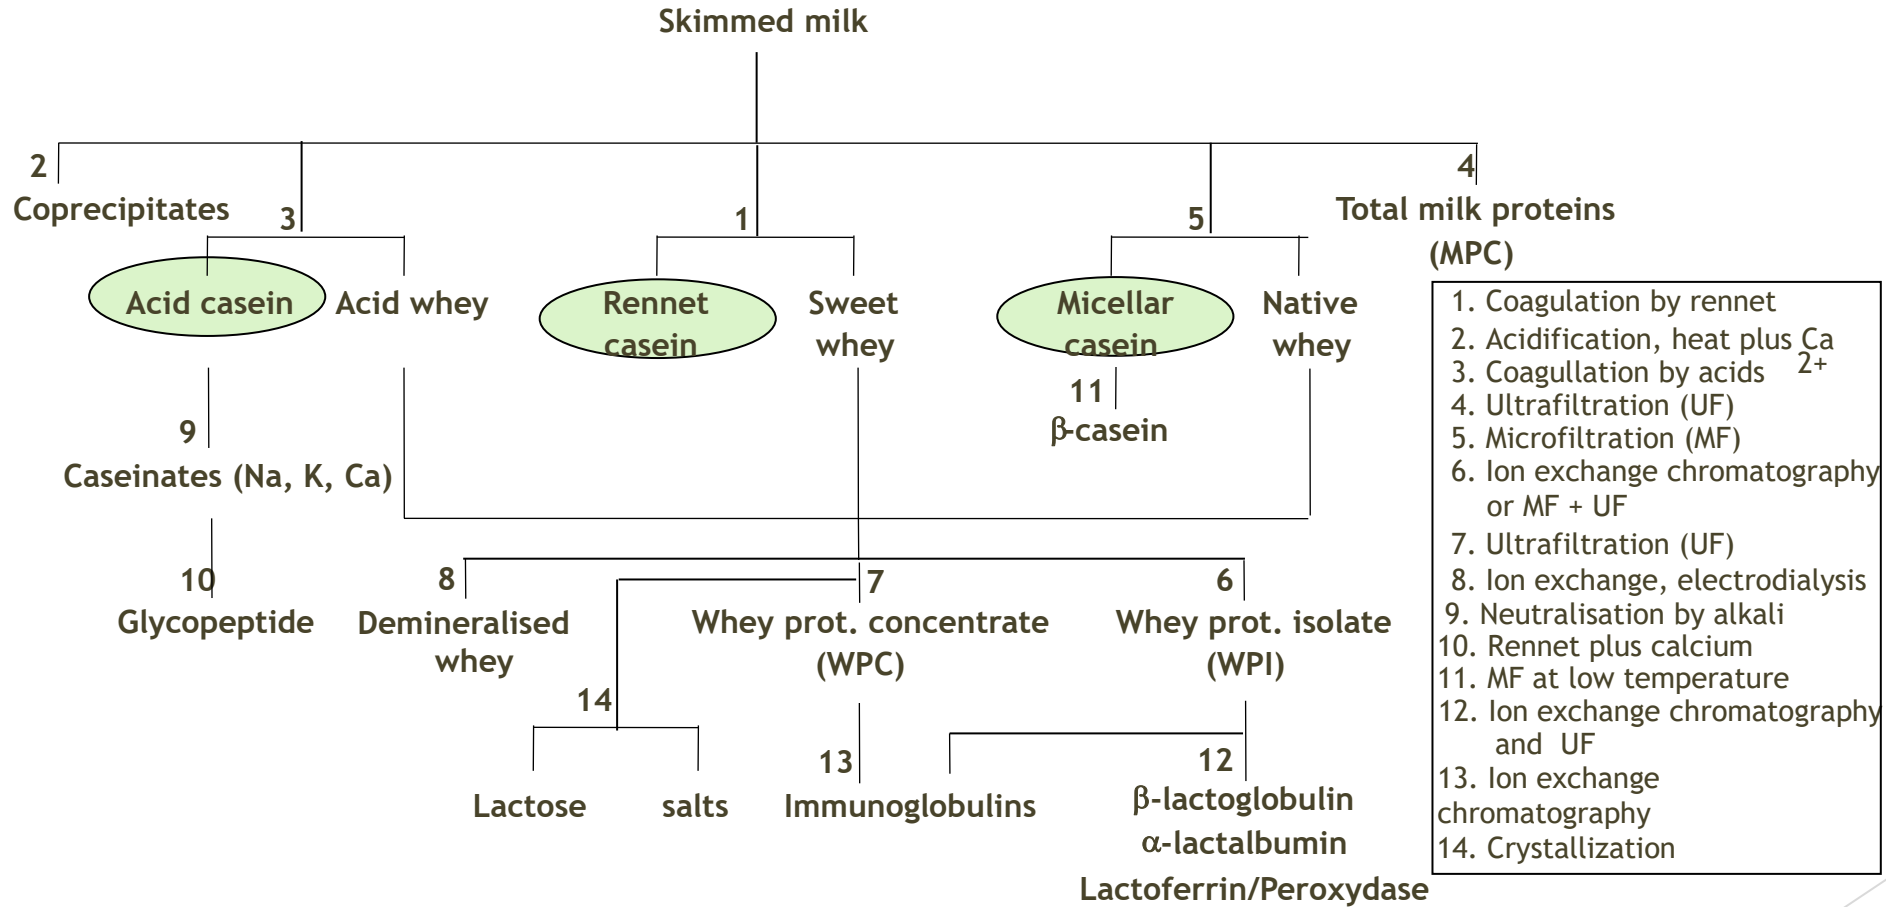 Skimmed milk
2
4
Coprecipitates
3
1
5
Total milk proteins
(MPC)
Acid casein
Acid whey
Rennet
casein
Sweet
whey
Micellar
casein
Native
whey
11
β-casein
9
Caseinates (Na, K, Ca)
10
Glycopeptide
8
Demineralised
whey
7
Whey prot. concentrate
(WPC)
6
Whey prot. isolate
(WPI)
14
Lactose
salts
13
Immunoglobulins
12
β-lactoglobulin
α-lactalbumin
Lactoferrin/Peroxydase
1. Coagulation by rennet
2. Acidification, heat plus Ca
2+
3. Coagullation by acids
4. Ultrafiltration (UF)
5. Microfiltration (MF)
6. Ion exchange chromatography
or MF + UF
7. Ultrafiltration (UF)
8. Ion exchange, electrodialysis
9. Neutralisation by alkali
10. Rennet plus calcium
11. MF at low temperature
12. Ion exchange chromatography
and UF
13. Ion exchange
chromatography
14. Crystallization